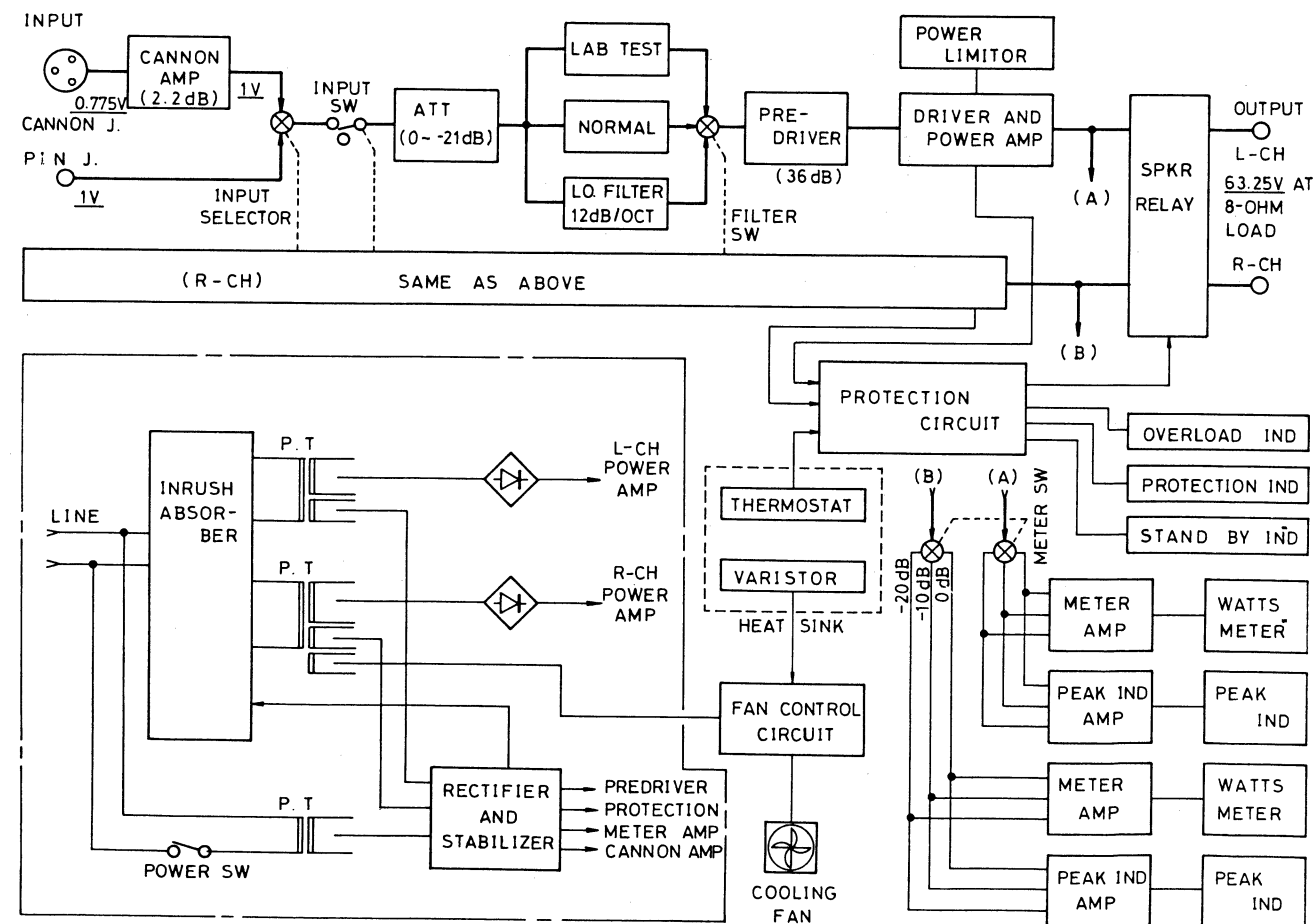 INPUT
CANNON
AMP
(2.2dB)
0.775V
1V
CANNON J.
PIN J.
1V
INPUT
SELECTOR
INPUT
SW
ATT
(0~-21dB)
LAB TEST
NORMAL
LO. FILTER
12dB/OCT
FILTER
SW
PRE-
DRIVER
(36dB)
POWER
LIMITOR
DRIVER AND
POWER AMP
(A)
(B)
SPKR
RELAY
OUTPUT
L-CH
63.25V AT
8-OHM
LOAD
R-CH
(R-CH) SAME AS ABOVE
PROTECTION
CIRCUIT
OVERLOAD IND
PROTECTION IND
STAND BY IND
LINE
INRUSH
ABSOR-
BER
P.T
L-CH
POWER
AMP
P.T
R-CH
POWER
AMP
P.T
POWER SW
RECTIFIER
AND
STABILIZER
PREDRIVER
PROTECTION
METER AMP
CANNON AMP
THERMOSTAT
VARISTOR
HEAT SINK
FAN CONTROL
CIRCUIT
COOLING
FAN
(B)
(A)
METER SW
-20dB
-10dB
0dB
METER
AMP
WATTS
METER
PEAK IND
AMP
PEAK
IND
METER
AMP
WATTS
METER
PEAK IND
AMP
PEAK
IND